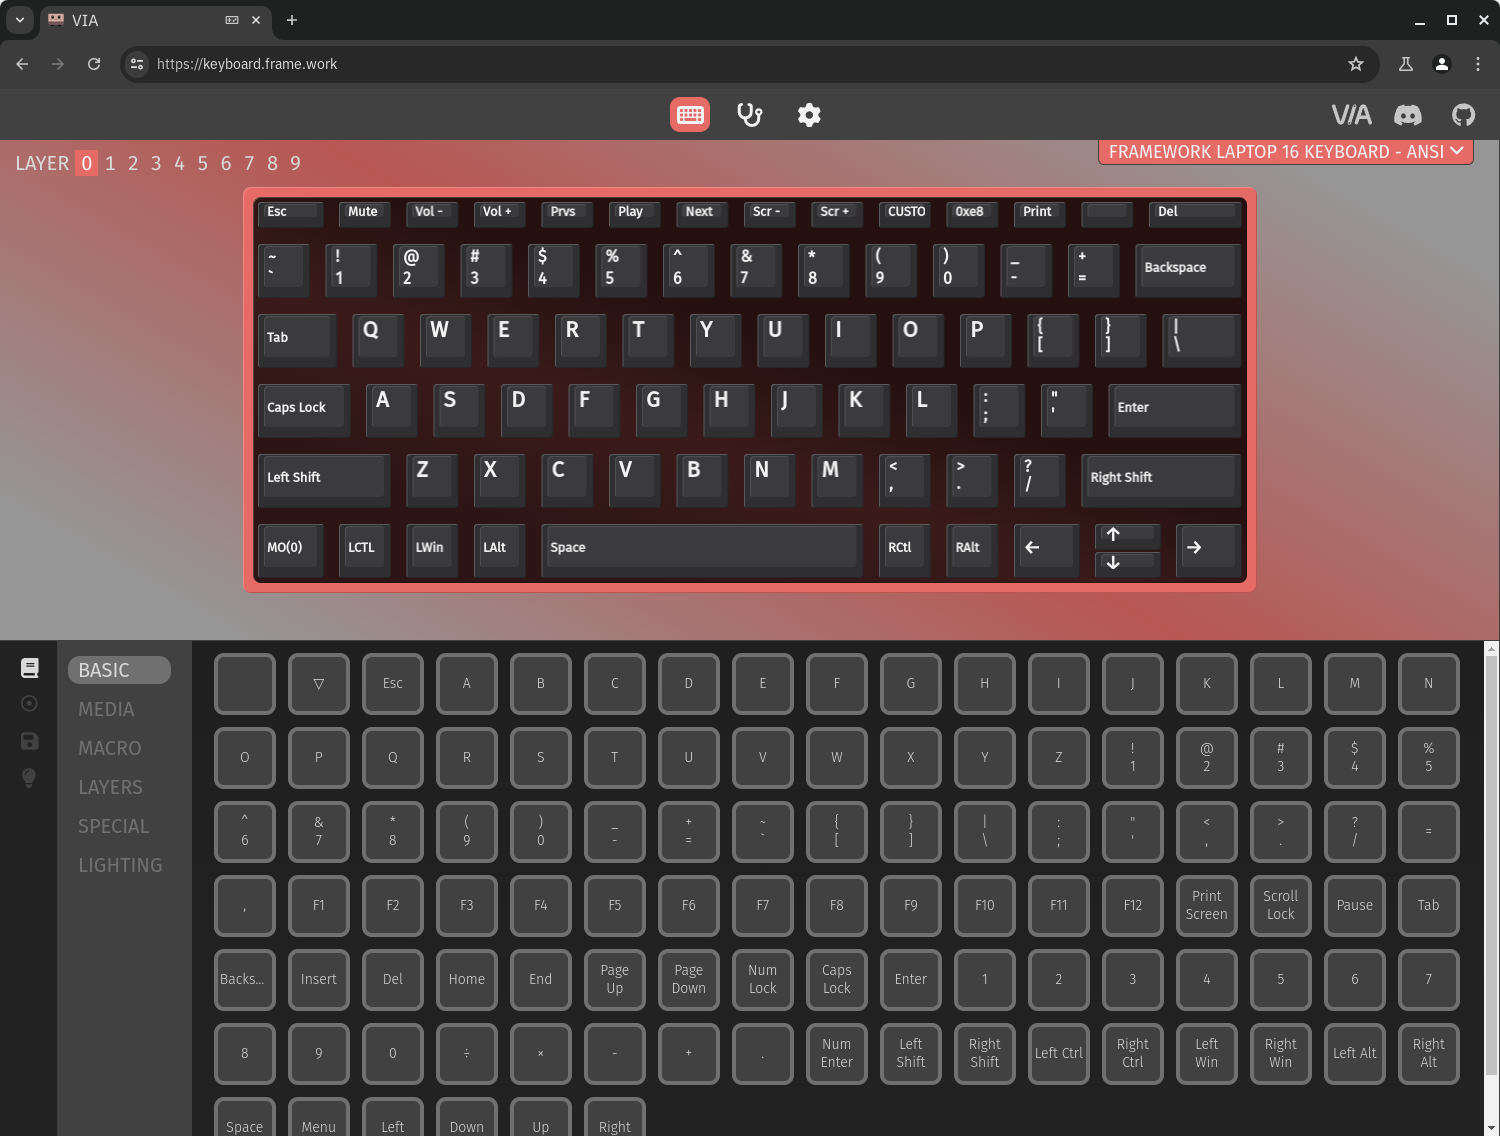 VIA
https://keyboard.frame.work
VIA
LAYER 0 1 2 3 4 5 6 7 8 9
FRAMEWORK LAPTOP 16 KEYBOARD - ANSI
Esc Mute Vol - Vol + Prvs Play Next Scr - Scr + CUSTO 0xe8 Print Del
~ ! @ # $ % ^ & * ( ) _ +
` 1 2 3 4 5 6 7 8 9 0 - = Backspace
Tab Q W E R T Y U I O P { } |
[ ] \
Caps Lock A S D F G H J K L : " Enter
; '
Left Shift Z X C V B N M < > ? Right Shift
, . /
MO(0) LCTL LWin LAlt Space RCtl RAlt ← ↑ →
↓
BASIC
MEDIA
MACRO
LAYERS
SPECIAL
LIGHTING
▽ Esc A B C D E F G H I J K L M N
O P Q R S T U V W X Y Z ! @ # $ %
1 2 3 4 5
^ & * ( ) _ + ~ { } | : " < > ? =
6 7 8 9 0 - = ` [ ] \ ; ' , . /
, F1 F2 F3 F4 F5 F6 F7 F8 F9 F10 F11 F12 Print Scroll Pause Tab
Screen Lock
Backs... Insert Del Home End Page Page Num Caps Enter 1 2 3 4 5 6 7
Up Down Lock Lock
8 9 0 ÷ × - + . Num Left Right Left Ctrl Right Left Right Left Alt Right
Enter Shift Shift Ctrl Win Win Alt
Space Menu Left Down Up Right